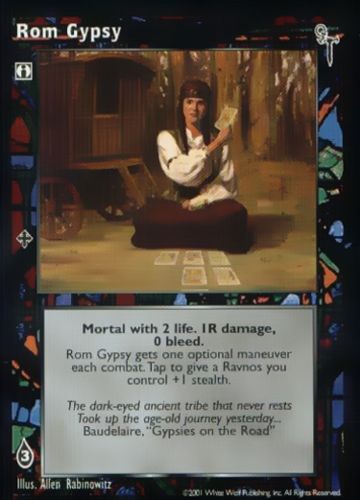 Rom Gypsy
Mortal with 2 life. 1R damage,
0 bleed.
Rom Gypsy gets one optional maneuver
each combat. Tap to give a Ravnos you
control +1 stealth.
The dark-eyed ancient tribe that never rests
Took up the age-old journey yesterday...
Baudelaire, "Gypsies on the Road"
3
Illus. Allen Rabinowitz
©2001 White Wolf Publishing, Inc. All Rights Reserved.